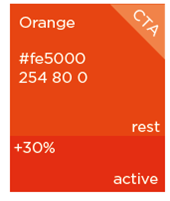 Orange
CTA
#fe5000
254 80 0
rest
+30%
active